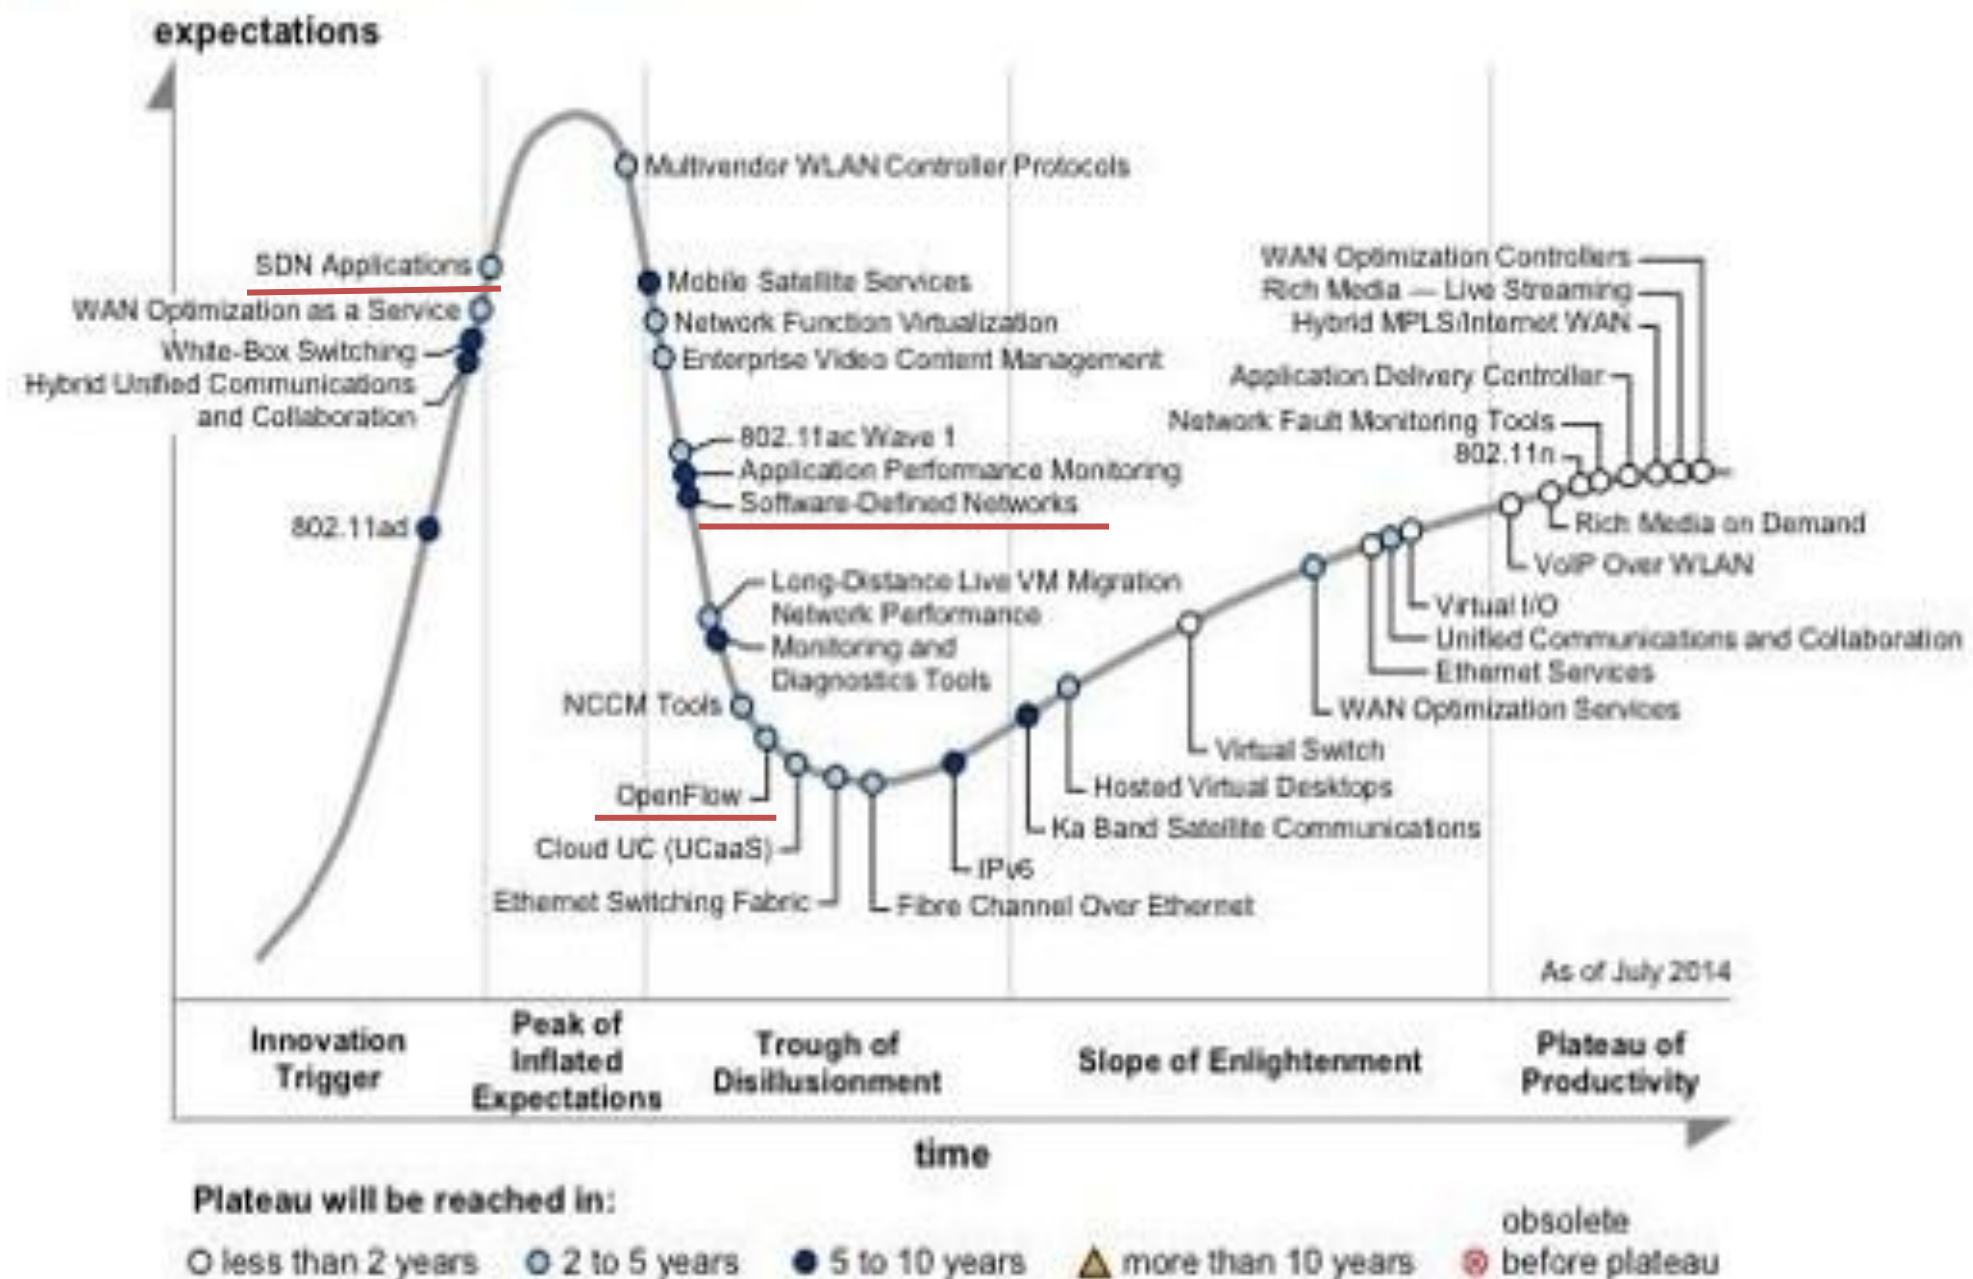 expectations
Multivendor WLAN Controller Protocols
SDN Applications
WAN Optimization as a Service
White-Box Switching
Hybrid Unified Communications
and Collaboration
802.11ad
Mobile Satellite Services
Network Function Virtualization
Enterprise Video Content Management
802.11ac Wave 1
Application Performance Monitoring
Software-Defined Networks
Long-Distance Live VM Migration
Network Performance
Monitoring and
Diagnostics Tools
NCCM Tools
OpenFlow
Cloud UC (UCaaS)
Ethernet Switching Fabric
Fibre Channel Over Ethernet
IPv6
Ka Band Satellite Communications
Hosted Virtual Desktops
Virtual Switch
WAN Optimization Services
Ethernet Services
Unified Communications and Collaboration
Virtual I/O
VoIP Over WLAN
Rich Media on Demand
802.11n
Network Fault Monitoring Tools
Application Delivery Controller
Hybrid MPLS/Internet WAN
Rich Media — Live Streaming
WAN Optimization Controllers
As of July 2014
Innovation
Trigger
Peak of
Inflated
Expectations
Trough of
Disillusionment
Slope of Enlightenment
Plateau of
Productivity
time
Plateau will be reached in:
less than 2 years
2 to 5 years
5 to 10 years
more than 10 years
obsolete
before plateau